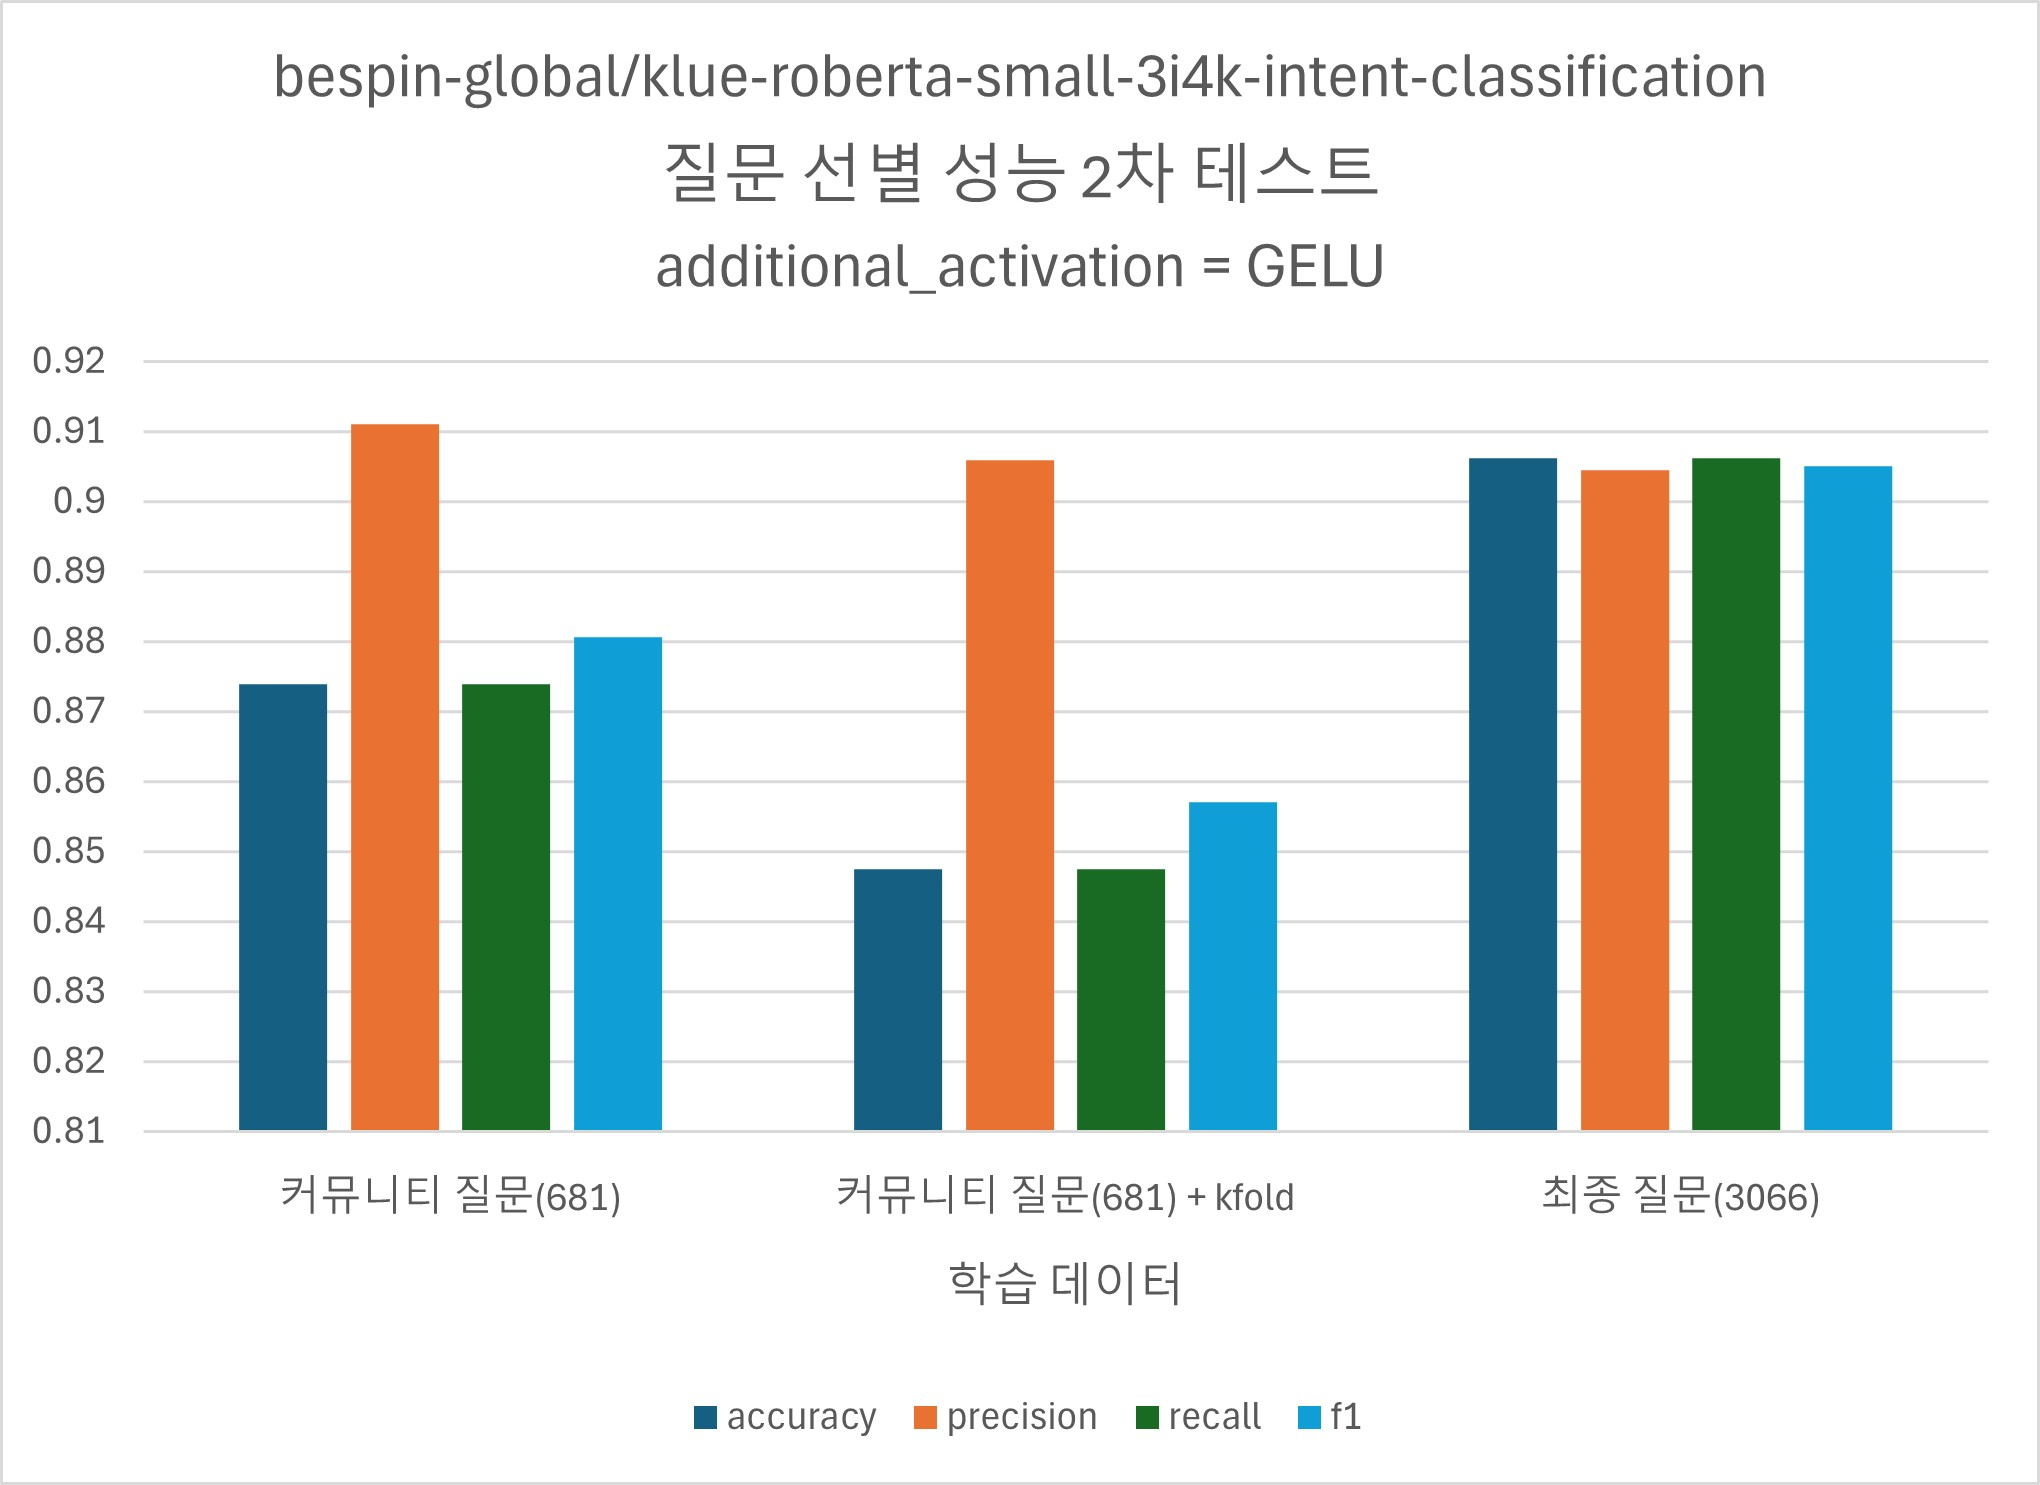 bespin-global/klue-roberta-small-3i4k-intent-classification
질문 선별 성능 2차 테스트
additional_activation = GELU
0.92
0.91
0.9
0.89
0.88
0.87
0.86
0.85
0.84
0.83
0.82
0.81
커뮤니티 질문(681)
커뮤니티 질문(681) + kfold
최종 질문(3066)
학습 데이터
accuracy
precision
recall
f1